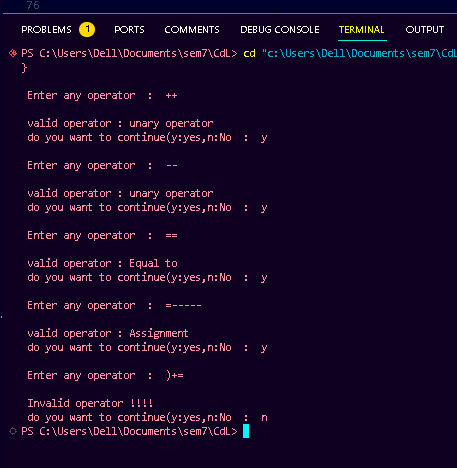 76
PROBLEMS 1 PORTS COMMENTS DEBUG CONSOLE TERMINAL OUTPUT
PS C:\Users\Dell\Documents\sem7\CdL> cd "c:\Users\Dell\Documents\sem7\CdL
}
Enter any operator  :  ++
valid operator : unary operator
do you want to continue(y:yes,n:No  :  y
Enter any operator  :  --
valid operator : unary operator
do you want to continue(y:yes,n:No  :  y
Enter any operator  :  ==
valid operator : Equal to
do you want to continue(y:yes,n:No  :  y
Enter any operator  :  =-----
valid operator : Assignment
do you want to continue(y:yes,n:No  :  y
Enter any operator  :  )+=
Invalid operator !!!!
do you want to continue(y:yes,n:No  :  n
PS C:\Users\Dell\Documents\sem7\CdL>